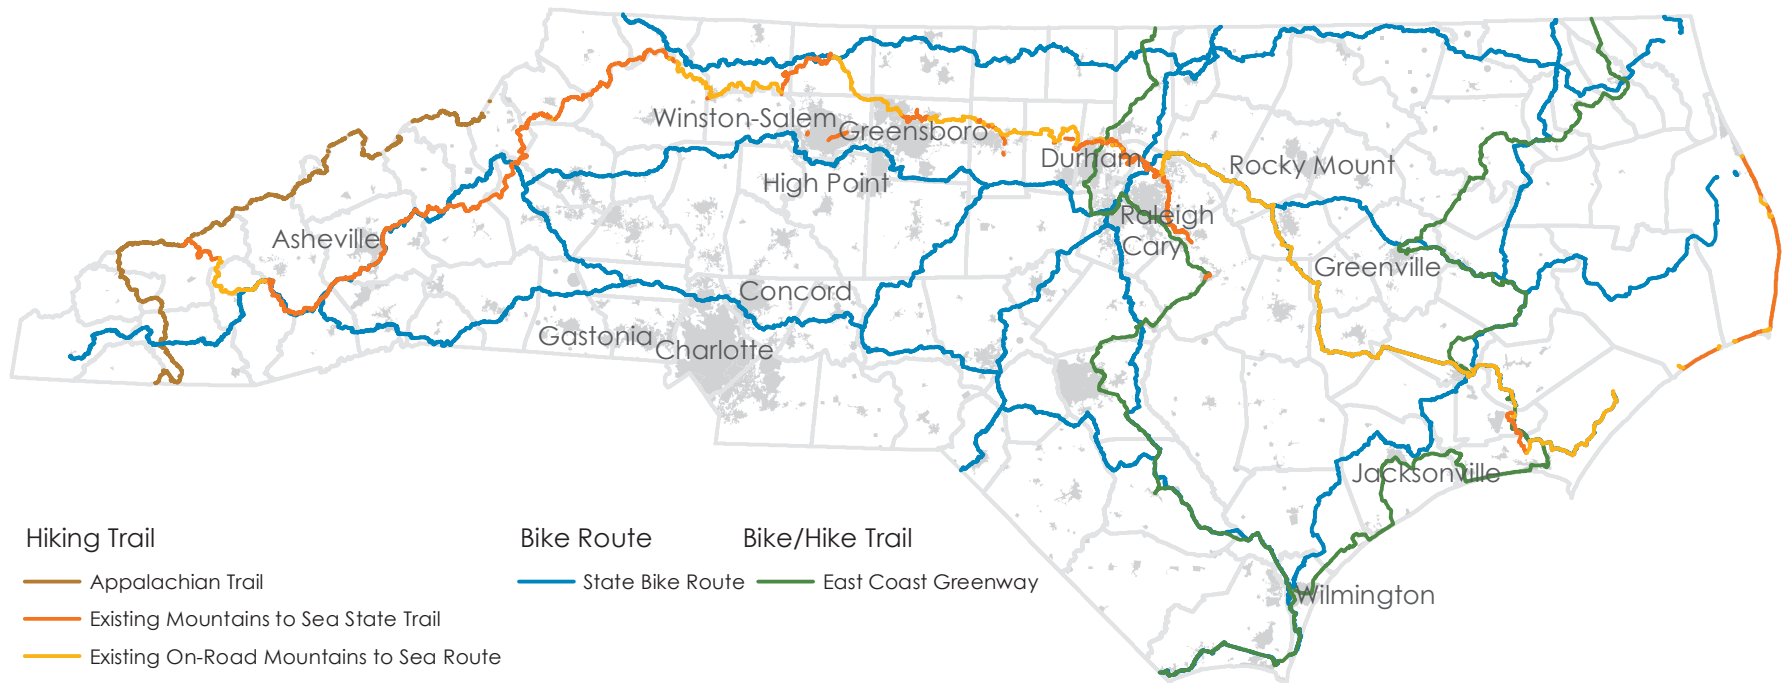 Winston-Salem
Greensboro
Durham
Rocky Mount
High Point
Raleigh
Asheville
Cary
Greenville
Concord
Gastonia
Charlotte
Jacksonville
Wilmington
Hiking Trail
Appalachian Trail
Existing Mountains to Sea State Trail
Existing On-Road Mountains to Sea Route
Bike Route
State Bike Route
Bike/Hike Trail
East Coast Greenway